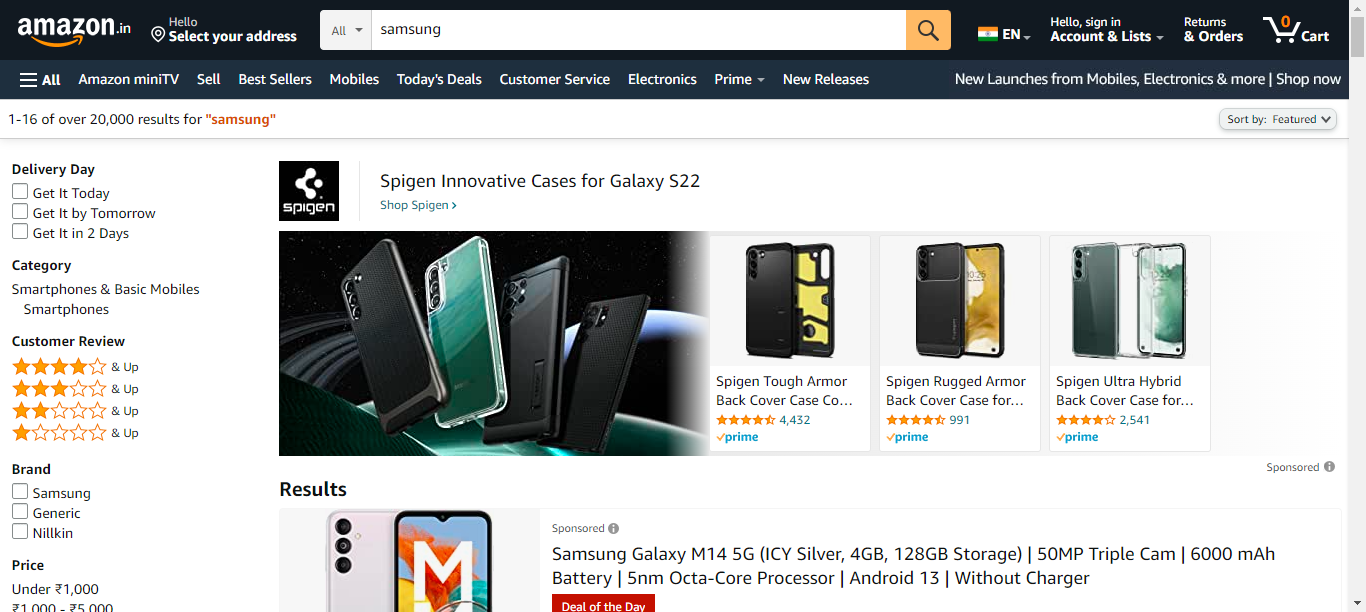 amazon.in
Hello
Select your address
All
samsung
EN
Hello, sign in
Account & Lists
Returns
& Orders
0
Cart
All
Amazon miniTV
Sell
Best Sellers
Mobiles
Today's Deals
Customer Service
Electronics
Prime
New Releases
New Launches from Mobiles, Electronics & more | Shop now
1-16 of over 20,000 results for "samsung"
Sort by: Featured
Delivery Day
Get It Today
Get It by Tomorrow
Get It in 2 Days
Category
Smartphones & Basic Mobiles
Smartphones
Customer Review
& Up
& Up
& Up
& Up
Brand
Samsung
Generic
Nillkin
Price
Under ₹1,000
₹1,000 - ₹5,000
spigen
Spigen Innovative Cases for Galaxy S22
Shop Spigen ›
Spigen Tough Armor
Back Cover Case Co...
4,432
prime
10:26
Spigen Rugged Armor
Back Cover Case for...
991
prime
Spigen Ultra Hybrid
Back Cover Case for...
2,541
prime
Sponsored
Results
M
Sponsored
Samsung Galaxy M14 5G (ICY Silver, 4GB, 128GB Storage) | 50MP Triple Cam | 6000 mAh
Battery | 5nm Octa-Core Processor | Android 13 | Without Charger
Deal of the Day